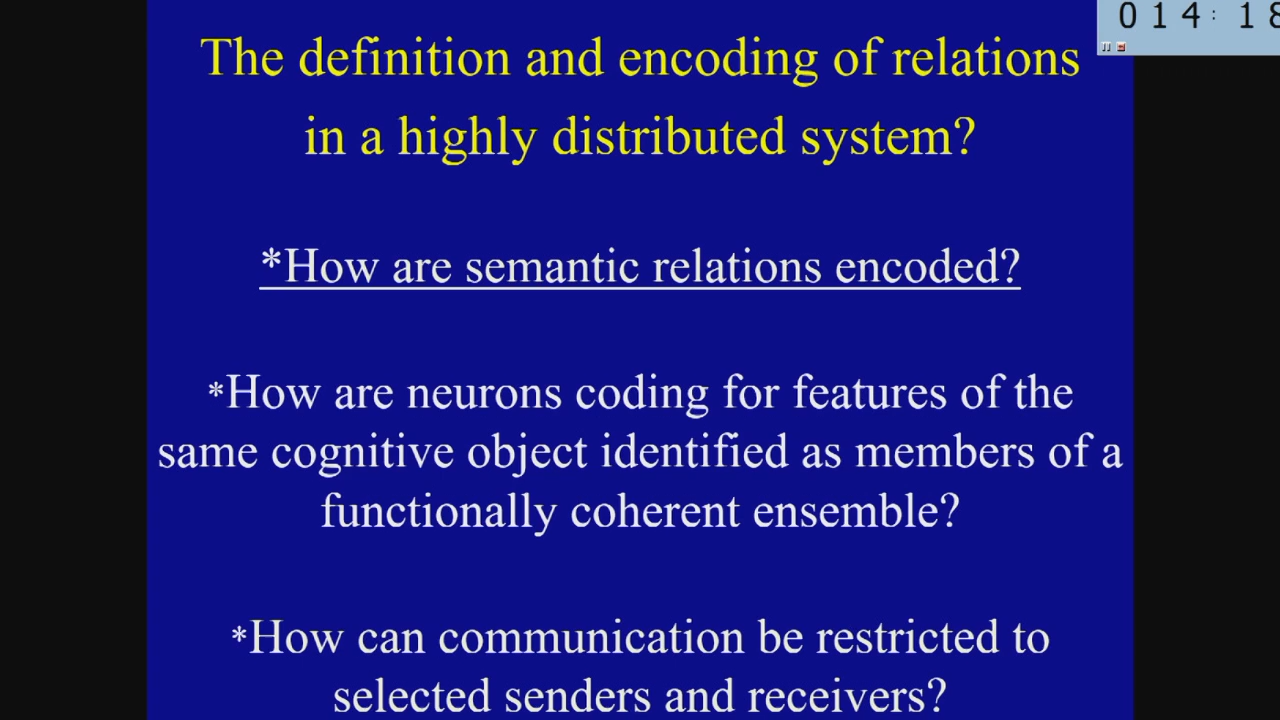 014:18
The definition and encoding of relations
in a highly distributed system?
*How are semantic relations encoded?
*How are neurons coding for features of the
same cognitive object identified as members of a
functionally coherent ensemble?
*How can communication be restricted to
selected senders and receivers?